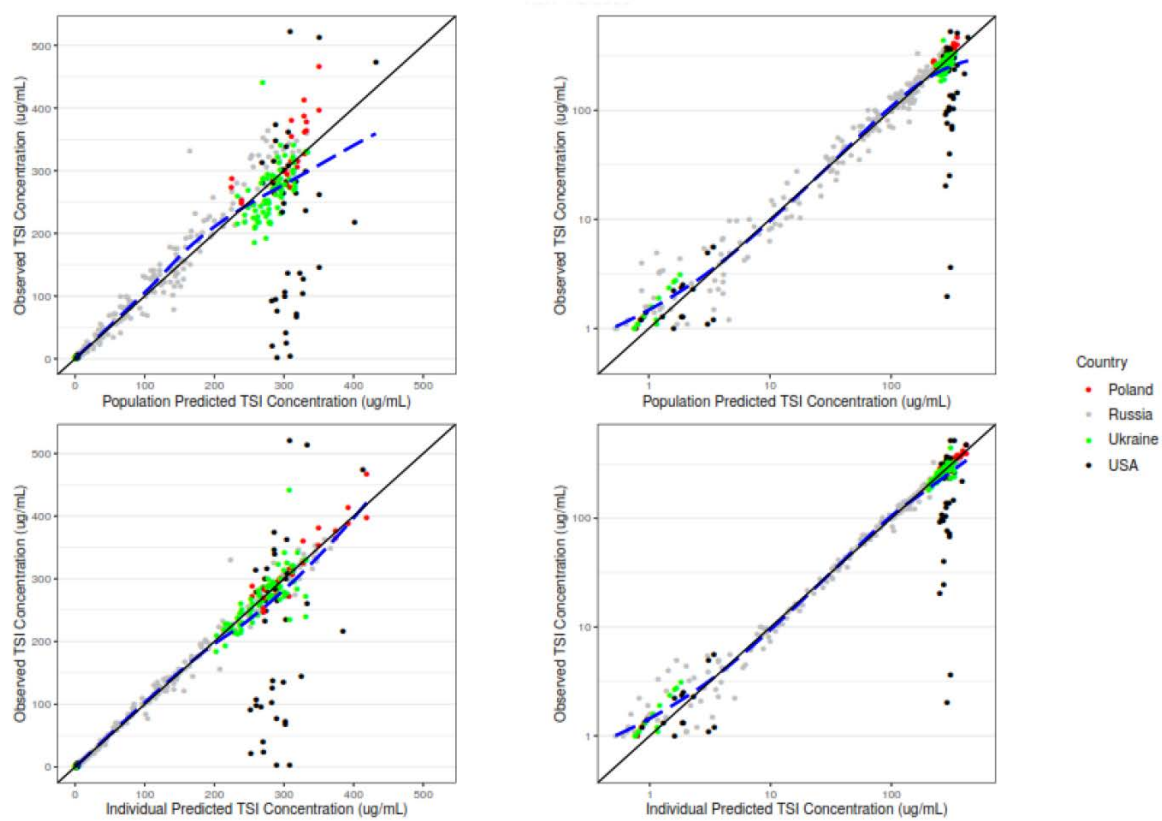 Observed TSI Concentration (ug/mL)
500
400
300
200
100
0
0 100 200 300 400 500
Population Predicted TSI Concentration (ug/mL)
Observed TSI Concentration (ug/mL)
100
10
1
1 10 100
Population Predicted TSI Concentration (ug/mL)
Country
Poland
Russia
Ukraine
USA
Observed TSI Concentration (ug/mL)
500
400
300
200
100
0
0 100 200 300 400 500
Individual Predicted TSI Concentration (ug/mL)
Observed TSI Concentration (ug/mL)
100
10
1
1 10 100
Individual Predicted TSI Concentration (ug/mL)